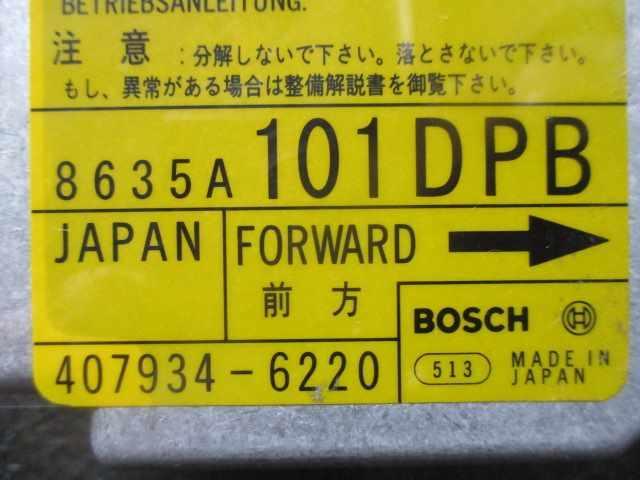 BETRIEBSANLEITUNG.
注 意 :分解しないで下さい。落とさないで下さい。
もし、異常がある場合は整備解説書を御覧下さい。
8635A 101DPB
JAPAN
FORWARD
前方
BOSCH
513
MADE IN
JAPAN
407934-6220